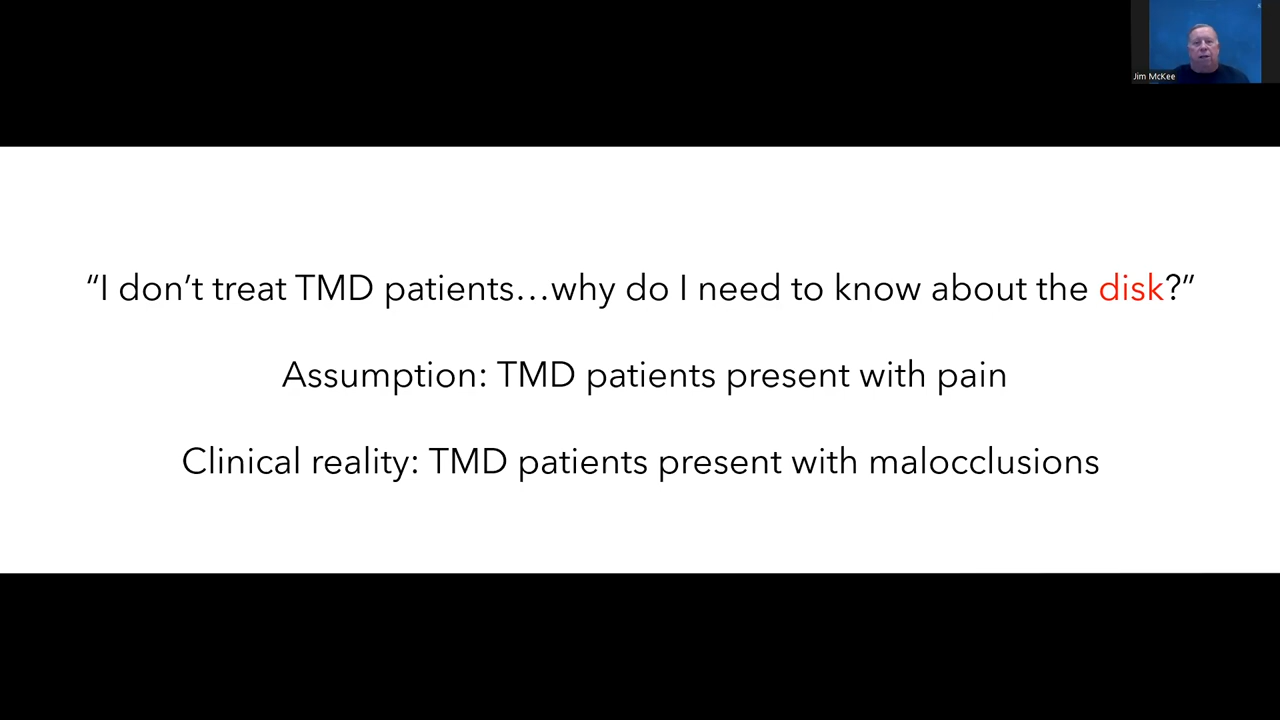 Jim McKee
“I don’t treat TMD patients…why do I need to know about the disk?”
Assumption: TMD patients present with pain
Clinical reality: TMD patients present with malocclusions